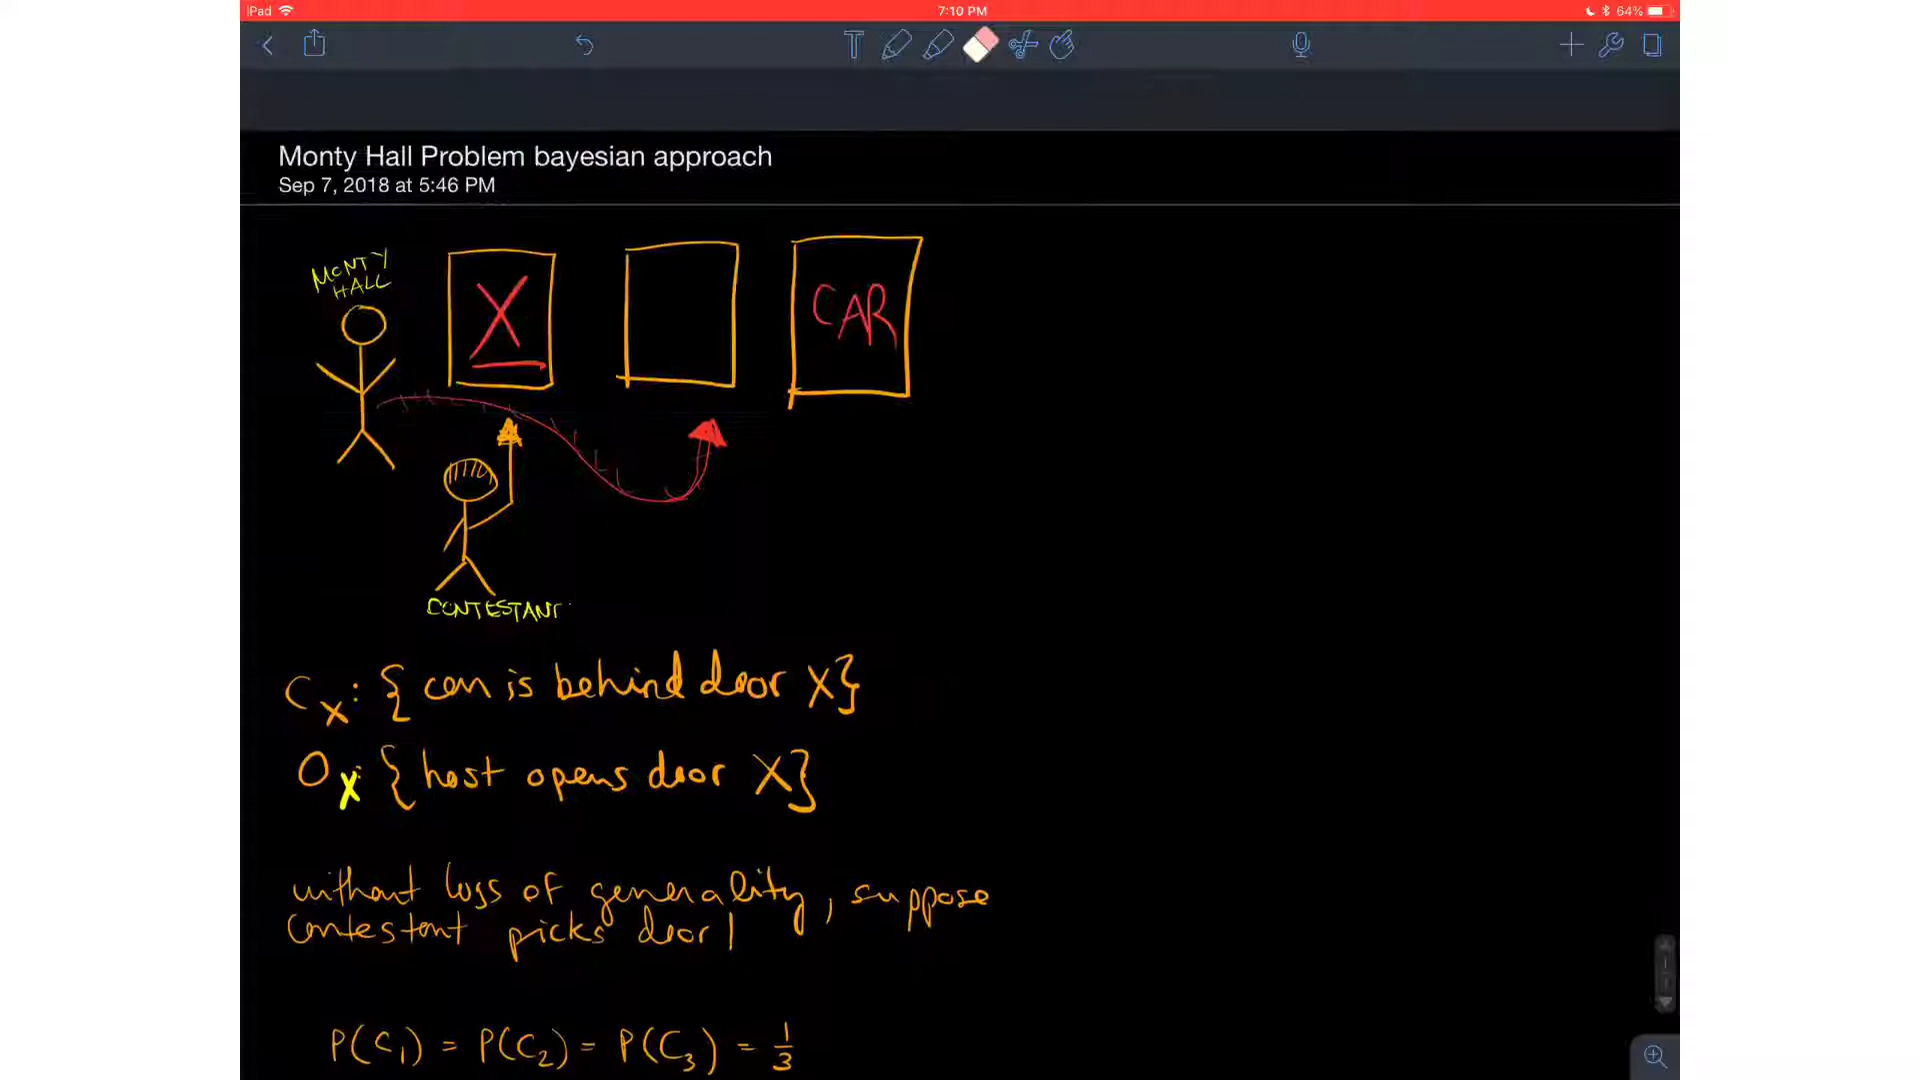 iPad 7:10 PM 64%
T
Monty Hall Problem bayesian approach
Sep 7, 2018 at 5:46 PM
MONTY
HALL
X
CAR
CONTESTANT
Cx: {car is behind door X}
Ox: {host opens door X}
without loss of generality, suppose
contestant picks door 1
P(C₁) = P(C₂) = P(C₃) = 1/3